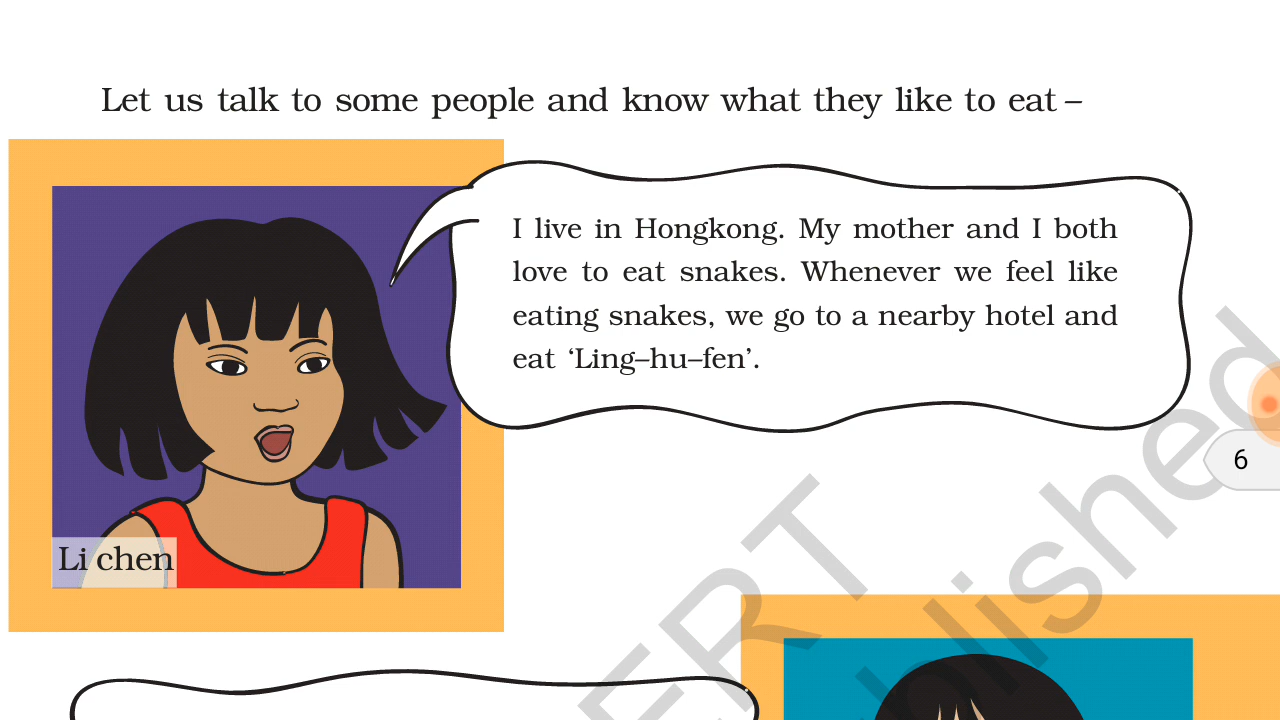 Let us talk to some people and know what they like to eat –
I live in Hongkong. My mother and I both
love to eat snakes. Whenever we feel like
eating snakes, we go to a nearby hotel and
eat ‘Ling–hu–fen’.
6
Li chen